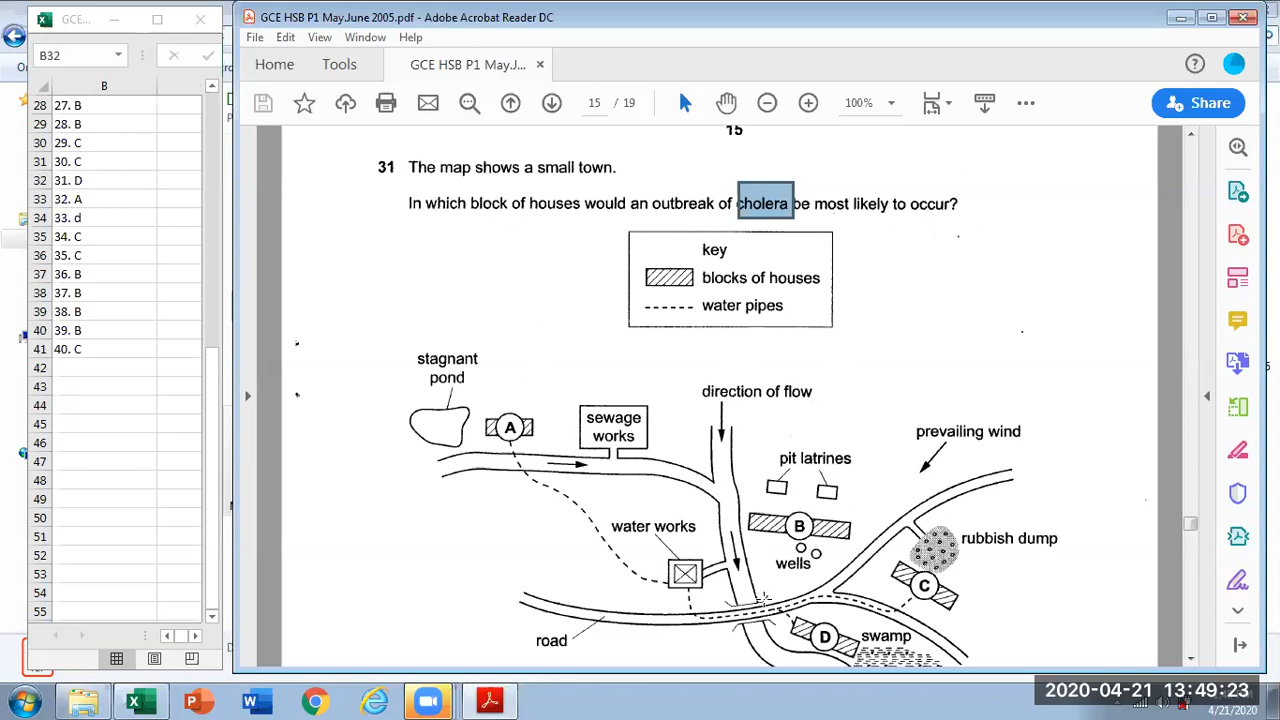 GCE...
GCE HSB P1 May.June 2005.pdf - Adobe Acrobat Reader DC
File Edit View Window Help
B32
Home Tools GCE HSB P1 May.J... ×
15 / 19
100%
Share
B
28 27. B
29 28. B
30 29. C
31 30. C
32 31. D
33 32. A
34 33. d
35 34. C
36 35. C
37 36. B
38 37. B
39 38. B
40 39. B
41 40. C
42
43
44
45
46
47
48
49
50
51
52
53
54
55
15
31 The map shows a small town.
In which block of houses would an outbreak of cholera be most likely to occur?
key
blocks of houses
water pipes
stagnant
pond
A
sewage
works
direction of flow
prevailing wind
pit latrines
B
wells
water works
rubbish dump
C
road
D
swamp
2020-04-21 13:49:23
4/21/2020